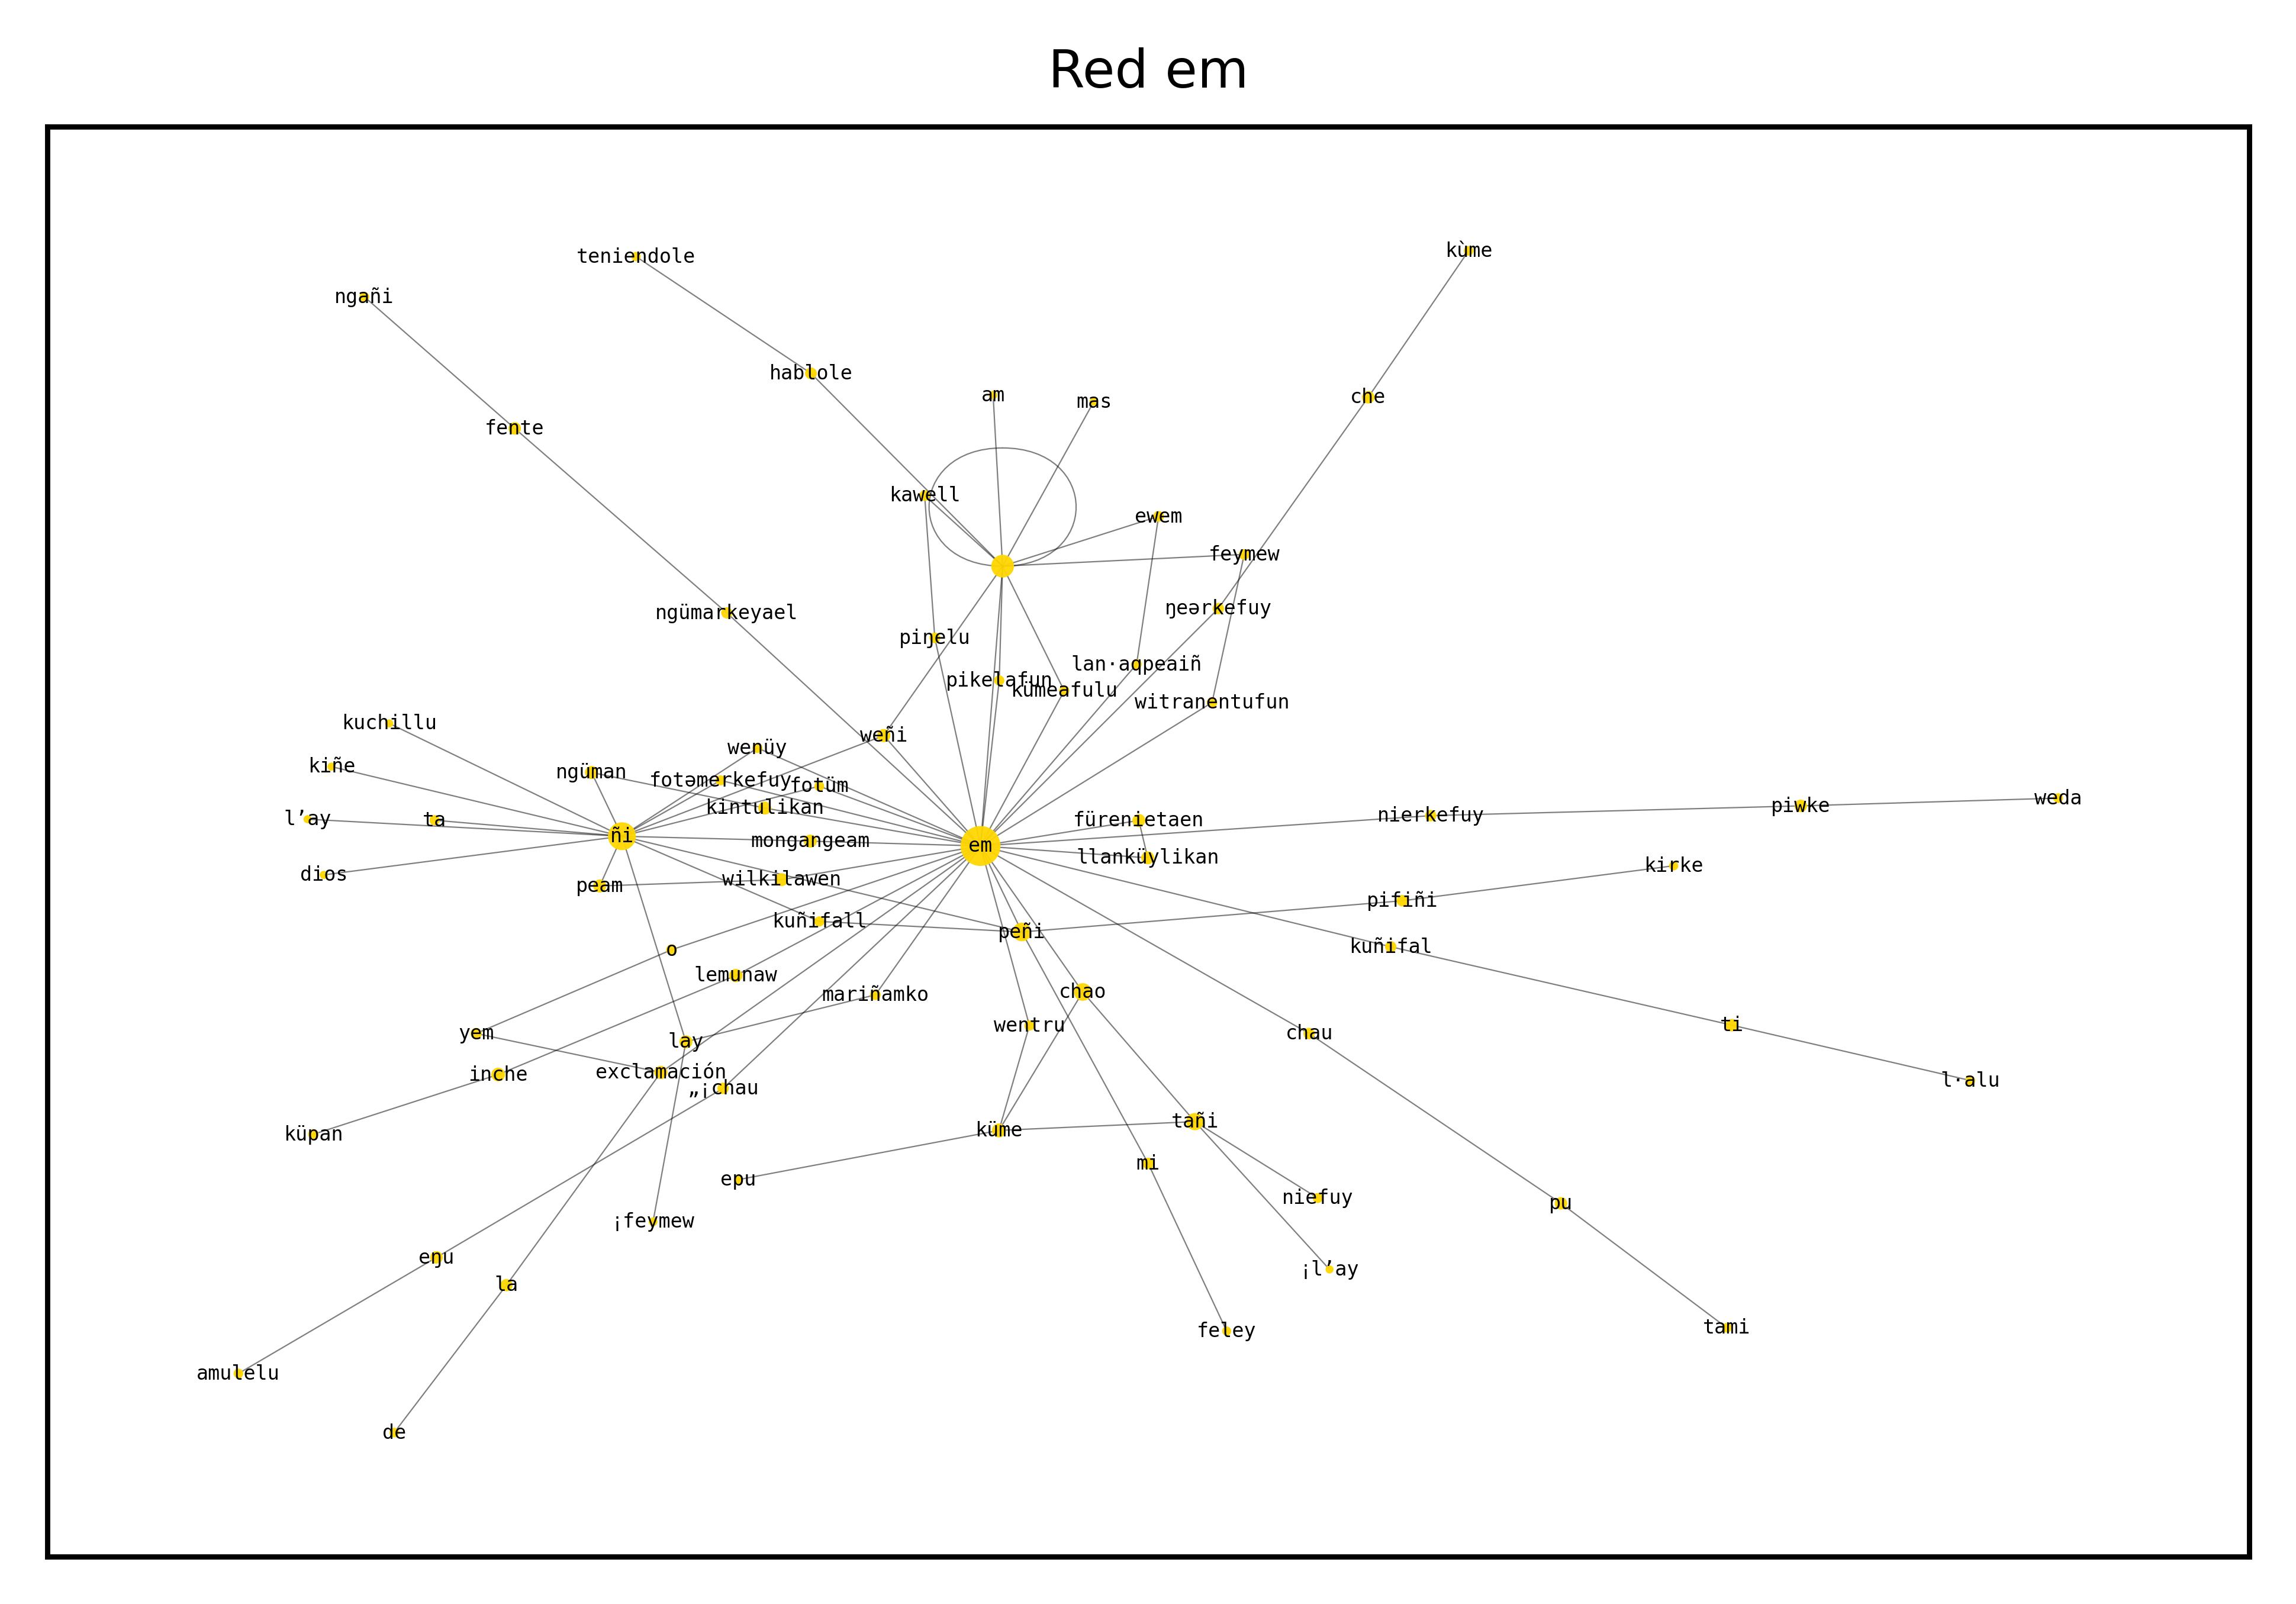 Red em
kùme
teniendole
ngañi
hablole
am
che
mas
fente
kawell
ewem
feymew
ŋeərkefuy
ngümarkeyael
piŋelu
lan·aqpeaiñ
pikelafun
kümeafulu
witranentufun
kuchillu
weñi
wenüy
kiñe
ngüman
fotəmerkefuy
fotüm
weda
piwke
kintulikan
nierkefuy
l’ay
ta
fürenietaen
ñi
mongangeam
em
llanküylikan
kirke
dios
peam
wilkilawen
pifiñi
kuñifall
peñi
kuñifal
o
lemunaw
chao
mariñamko
wentru
ti
yem
chau
lay
exclamación
inche
l·alu
„¡chau
tañi
küme
küpan
mi
epu
niefuy
pu
¡feymew
eŋu
¡l’ay
la
tami
feley
amulelu
de